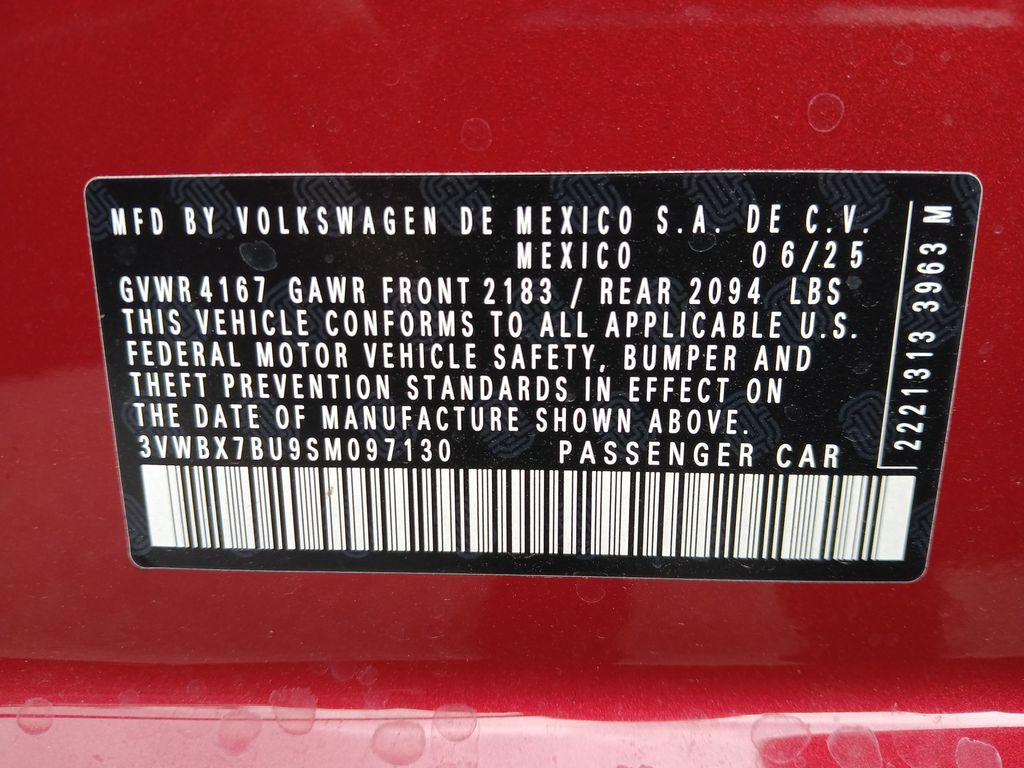 MFD BY VOLKSWAGEN DE MEXICO S.A. DE C.V.
MEXICO 06/25
GVWR 4167 GAWR FRONT 2183 / REAR 2094 LBS
THIS VEHICLE CONFORMS TO ALL APPLICABLE U.S.
FEDERAL MOTOR VEHICLE SAFETY, BUMPER AND
THEFT PREVENTION STANDARDS IN EFFECT ON
THE DATE OF MANUFACTURE SHOWN ABOVE.
3VWBX7BU9SM097130 PASSENGER CAR
2221313 3963 M